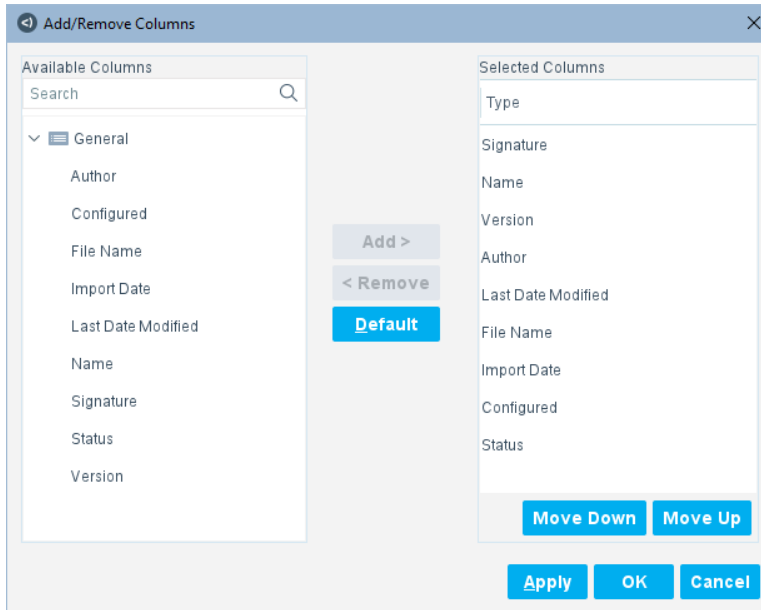 Add/Remove Columns
Available Columns
Search
General
Author
Configured
File Name
Import Date
Last Date Modified
Name
Signature
Status
Version
Add >
< Remove
Default
Selected Columns
Type
Signature
Name
Version
Author
Last Date Modified
File Name
Import Date
Configured
Status
Move Down
Move Up
Apply
OK
Cancel